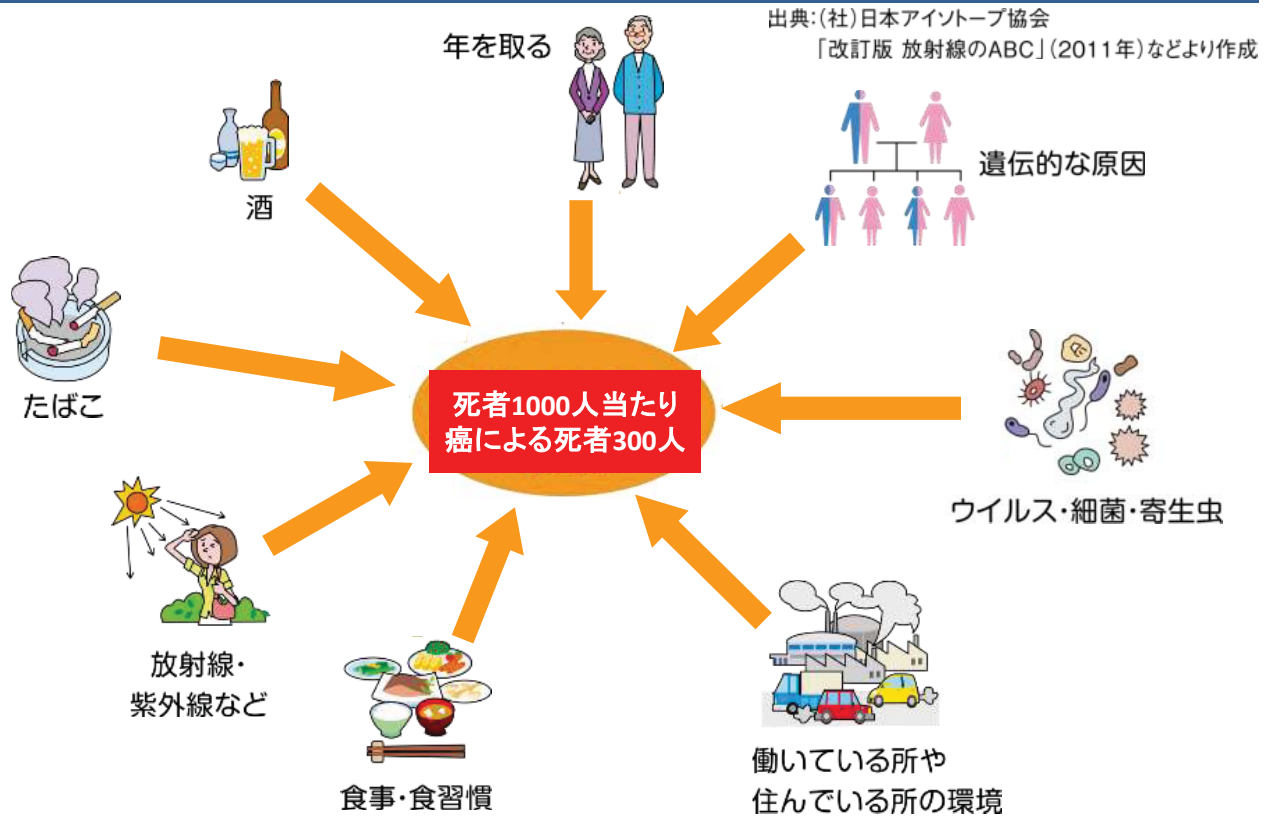 出典:(社)日本アイソトープ協会
「改訂版 放射線のABC」(2011年)などより作成
年を取る
酒
遺伝的な原因
たばこ
死者1000人当たり
癌による死者300人
ウイルス・細菌・寄生虫
放射線・
紫外線など
食事・食習慣
働いている所や
住んでいる所の環境